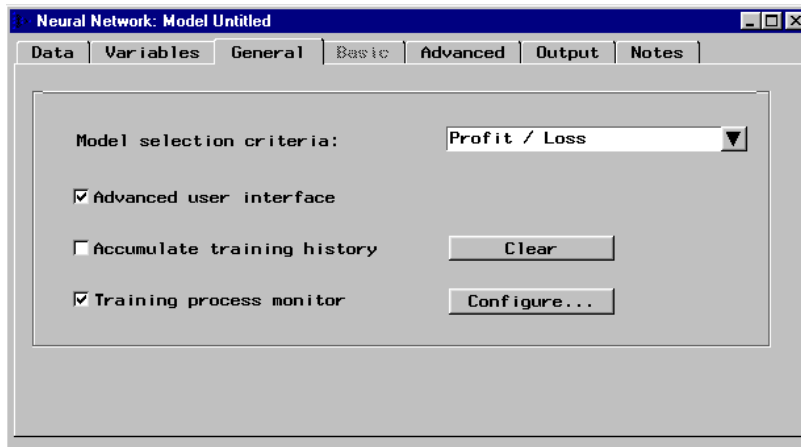 Neural Network: Model Untitled
Data Variables General Basic Advanced Output Notes
Model selection criteria: Profit / Loss
Advanced user interface
Accumulate training history Clear
Training process monitor Configure...